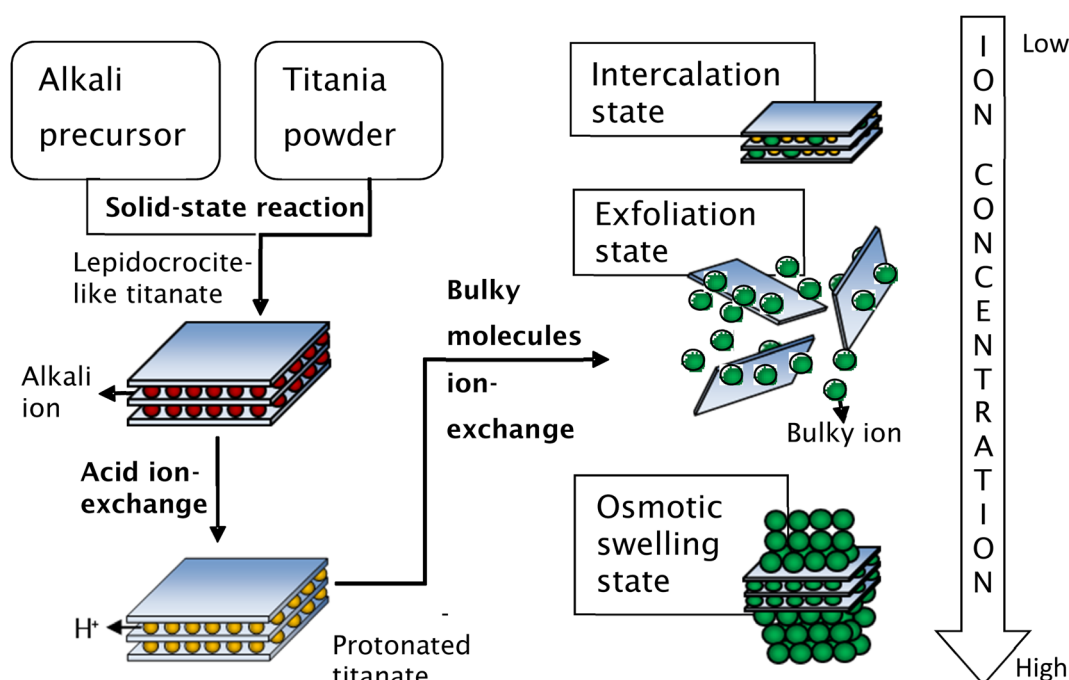 Alkali
precursor
Titania
powder
Solid-state reaction
Lepidocrocite-
like titanate
Alkali
ion
Acid ion-
exchange
H⁺
-
Protonated
titanate
Bulky
molecules
ion-
exchange
Intercalation
state
Exfoliation
state
Bulky ion
Osmotic
swelling
state
Low
ION CONCENTRATION
High